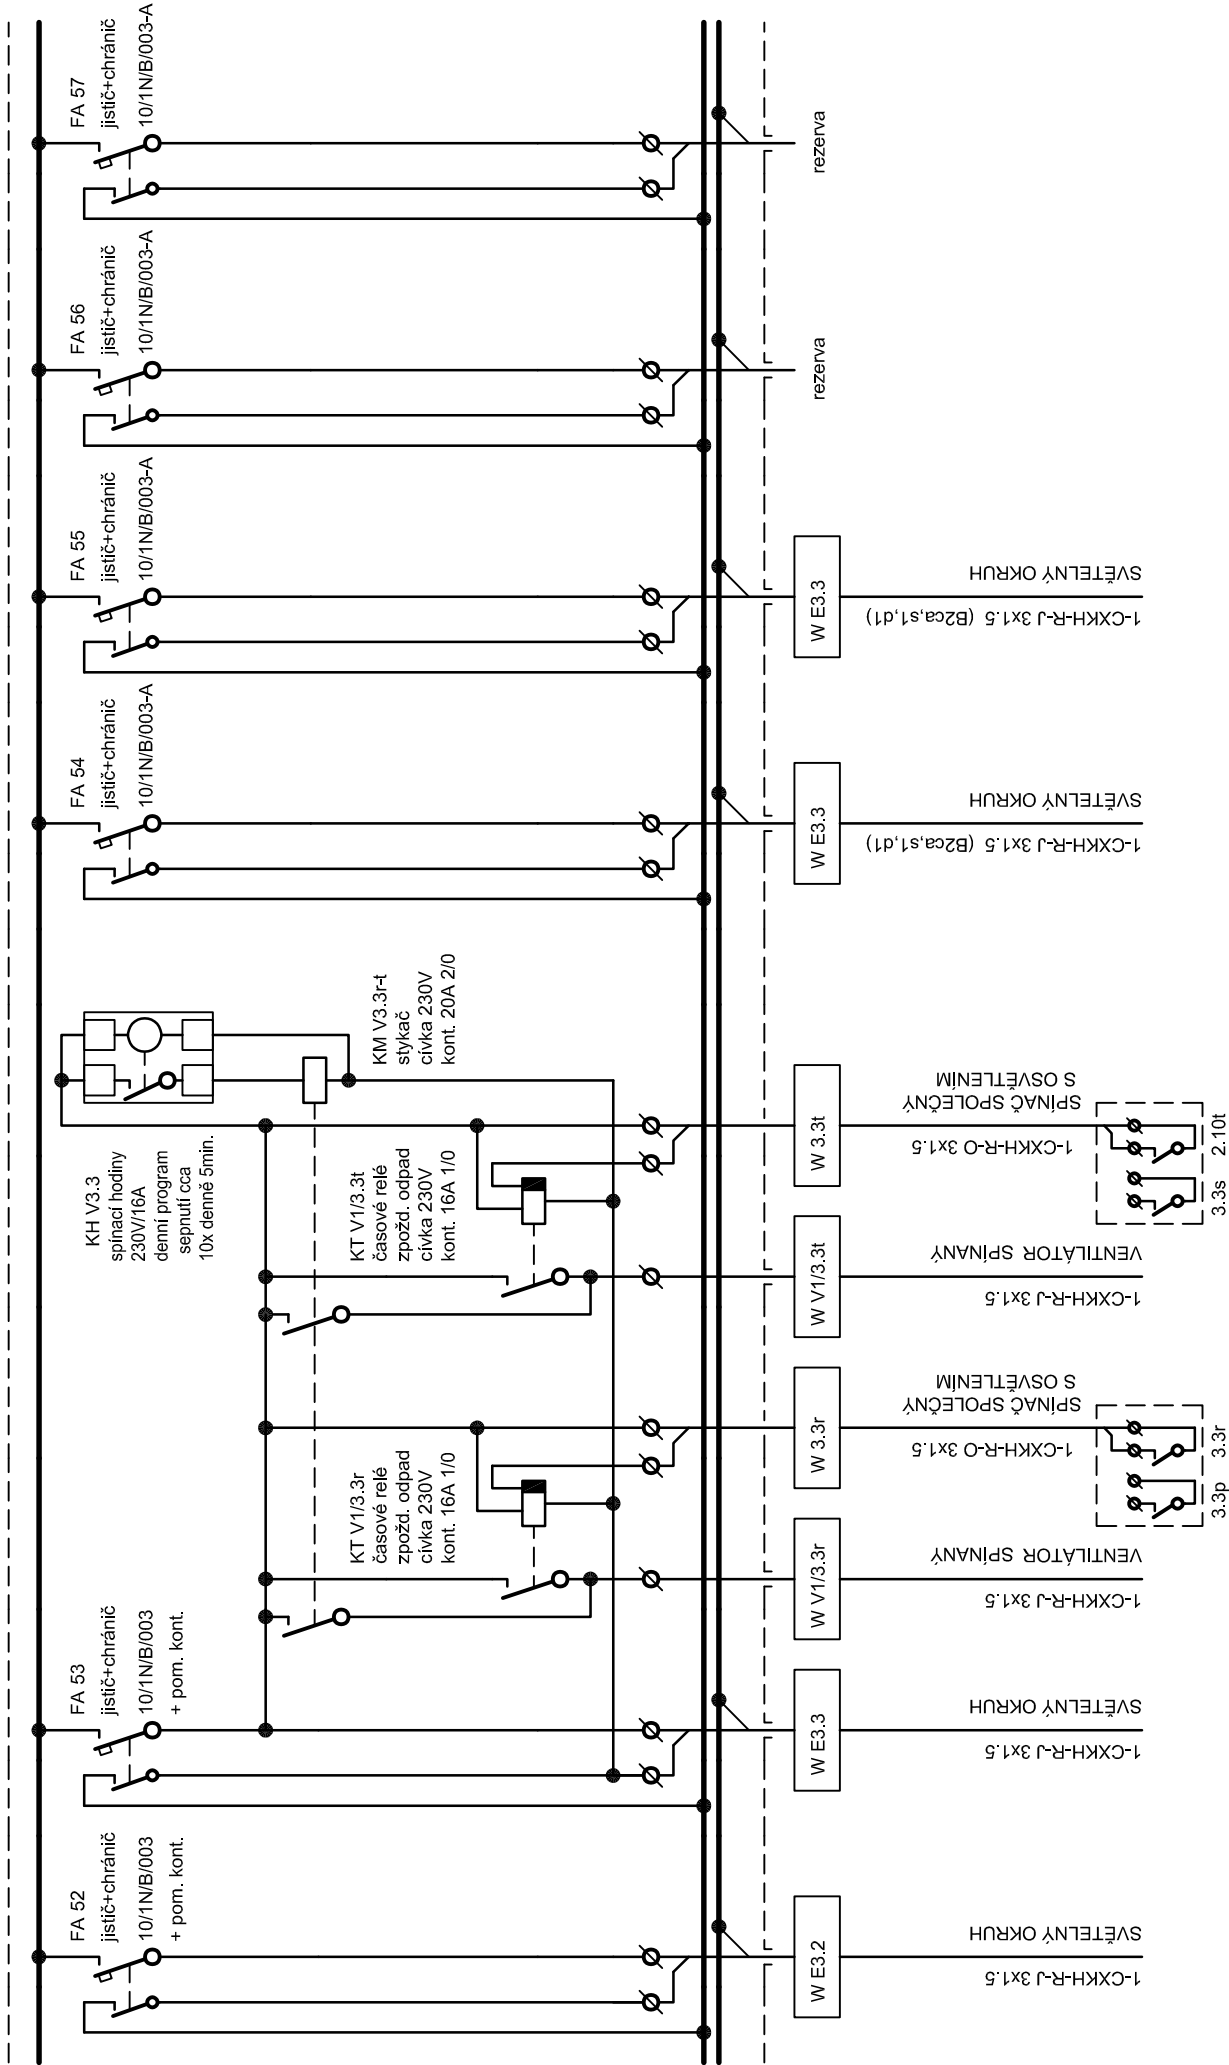 FA 52
jistič+chránič
10/1N/B/003
+ pom. kont.
FA 53
jistič+chránič
10/1N/B/003
+ pom. kont.
KT V1/3.3r
časové relé
zpožd. odpad
cívka 230V
kont. 16A 1/0
KT V1/3.3t
časové relé
zpožd. odpad
cívka 230V
kont. 16A 1/0
KH V3.3
spínací hodiny
230V/16A
denní program
sepnutí cca
10x denně 5min.
KM V3.3r-t
stykač
cívka 230V
kont. 20A 2/0
FA 54
jistič+chránič
10/1N/B/003-A
FA 55
jistič+chránič
10/1N/B/003-A
FA 56
jistič+chránič
10/1N/B/003-A
FA 57
jistič+chránič
10/1N/B/003-A
W E3.2
1-CXKH-R-J 3x1.5
SVĚTELNÝ OKRUH
W E3.3
1-CXKH-R-J 3x1.5
SVĚTELNÝ OKRUH
W V1/3.3r
1-CXKH-R-J 3x1.5
VENTILÁTOR SPÍNANÝ
W 3.3r
1-CXKH-R-O 3x1.5
SPÍNAČ SPOLEČNÝ
S OSVĚTLENÍM
3.3p
3.3r
W V1/3.3t
1-CXKH-R-J 3x1.5
VENTILÁTOR SPÍNANÝ
W 3.3t
1-CXKH-R-O 3x1.5
SPÍNAČ SPOLEČNÝ
S OSVĚTLENÍM
3.3s
2.10t
W E3.3
1-CXKH-R-J 3x1.5 (B2ca,s1,d1)
SVĚTELNÝ OKRUH
W E3.3
1-CXKH-R-J 3x1.5 (B2ca,s1,d1)
SVĚTELNÝ OKRUH
rezerva
rezerva